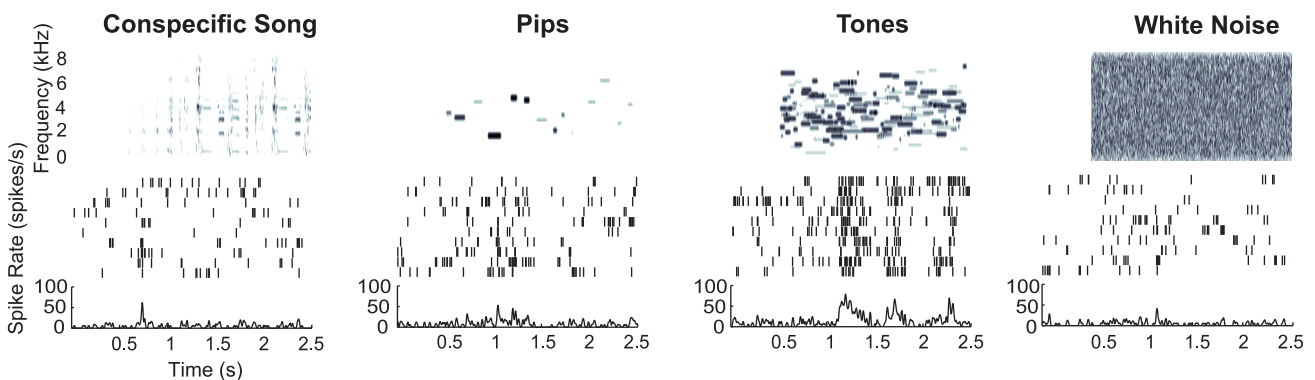 Conspecific Song Pips Tones White Noise
Frequency (kHz)
8
6
4
2
0
Spike Rate (spikes/s)
100 100 100 100
50 50 50 50
0 0 0 0
0.5 1 1.5 2 2.5 0.5 1 1.5 2 2.5 0.5 1 1.5 2 2.5 0.5 1 1.5 2 2.5
Time (s)